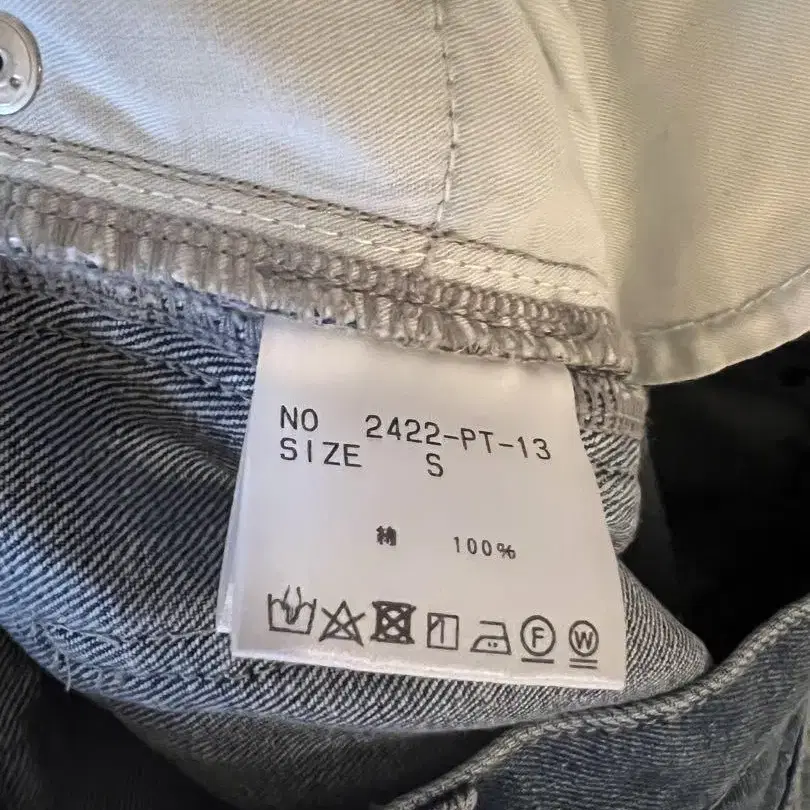 NO 2422-PT-13
SIZE S
綿 100%
F W